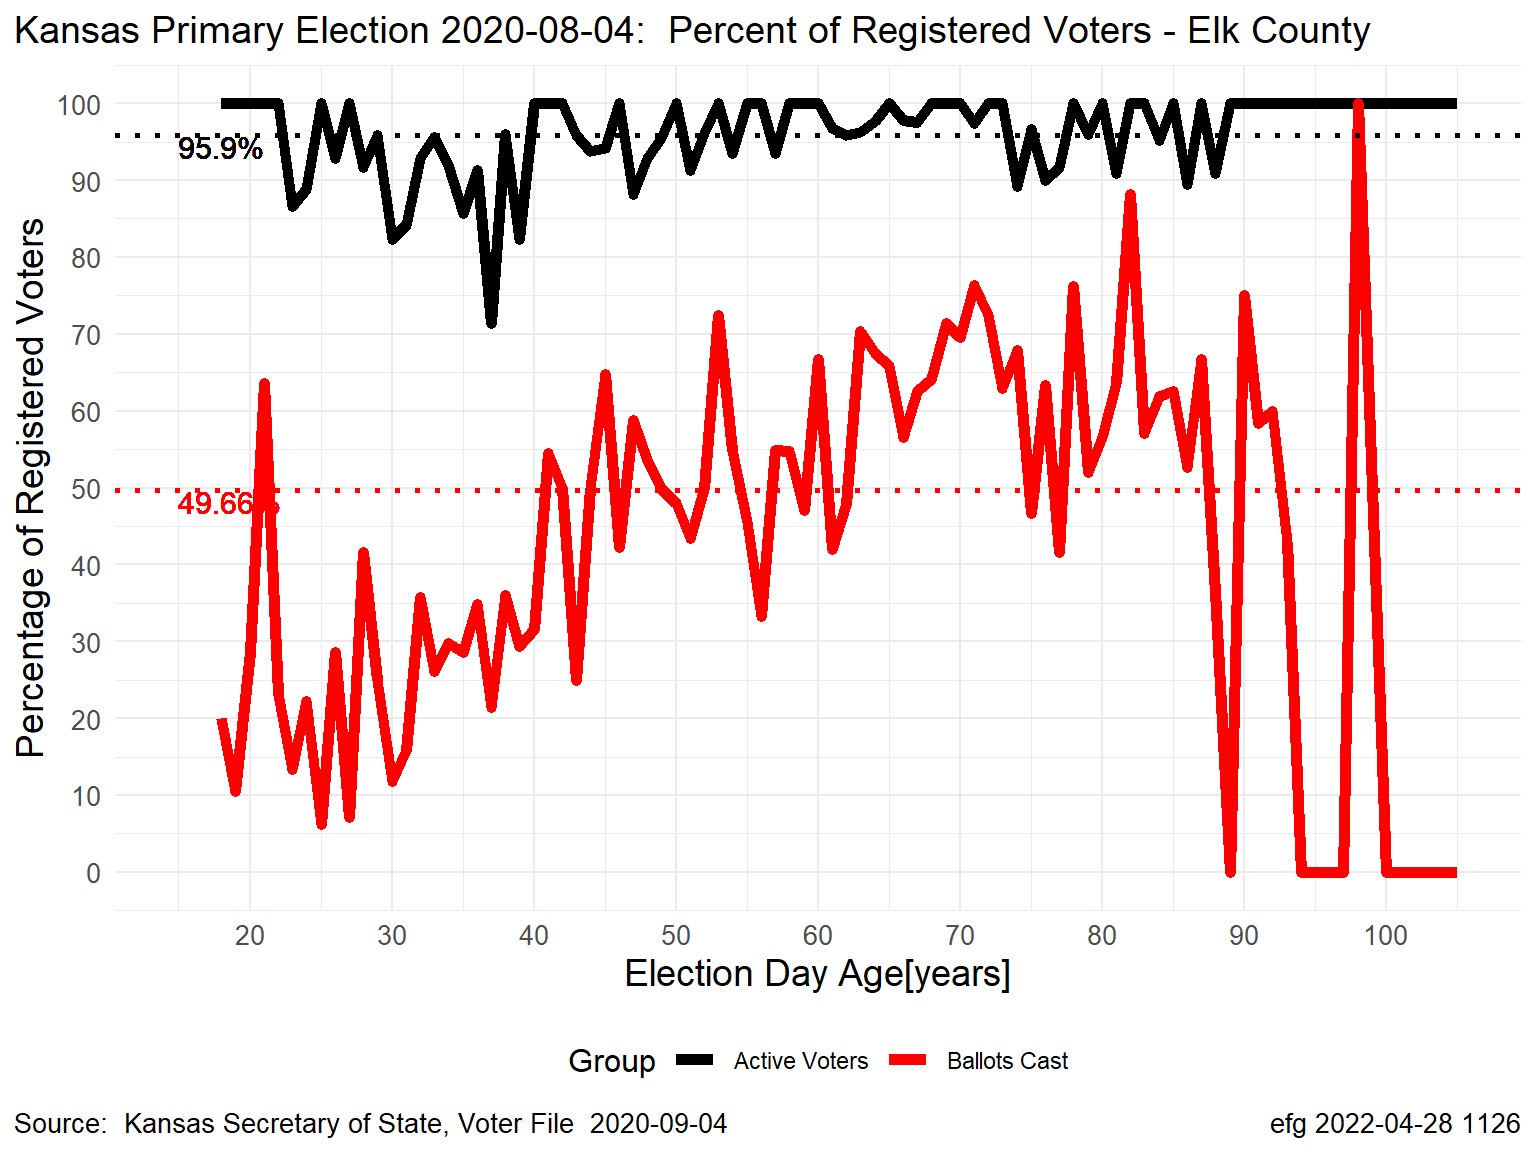 Kansas Primary Election 2020-08-04:  Percent of Registered Voters - Elk County
Percentage of Registered Voters
100
90
80
70
60
50
40
30
20
10
0
95.9%
49.66%
20 30 40 50 60 70 80 90 100
Election Day Age[years]
Group Active Voters Ballots Cast
Source:  Kansas Secretary of State, Voter File  2020-09-04
efg 2022-04-28 1126